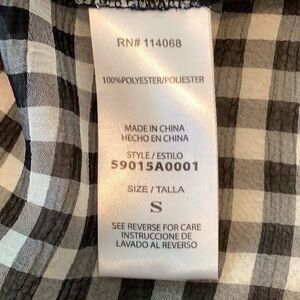 RN# 114068
100%POLYESTER/POLIESTER
MADE IN CHINA
HECHO EN CHINA
STYLE / ESTILO
59015A0001
SIZE / TALLA
S
SEE REVERSE FOR CARE
INSTRUCCIONE DE
LAVADO AL REVERSO